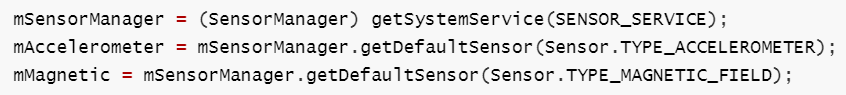 mSensorManager = (SensorManager) getSystemService(SENSOR_SERVICE);
mAccelerometer = mSensorManager.getDefaultSensor(Sensor.TYPE_ACCELEROMETER);
mMagnetic = mSensorManager.getDefaultSensor(Sensor.TYPE_MAGNETIC_FIELD);